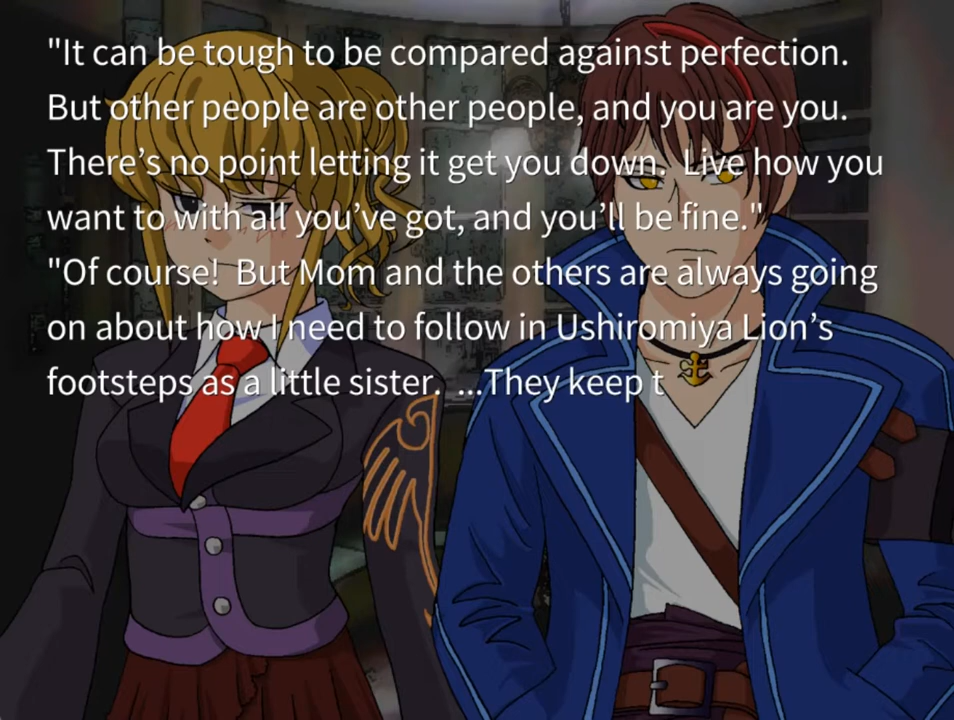 "It can be tough to be compared against perfection.
But other people are other people, and you are you.
There's no point letting it get you down.  Live how you
want to with all you've got, and you'll be fine."
"Of course!  But Mom and the others are always going
on about how I need to follow in Ushiromiya Lion's
footsteps as a little sister.  ...They keep t